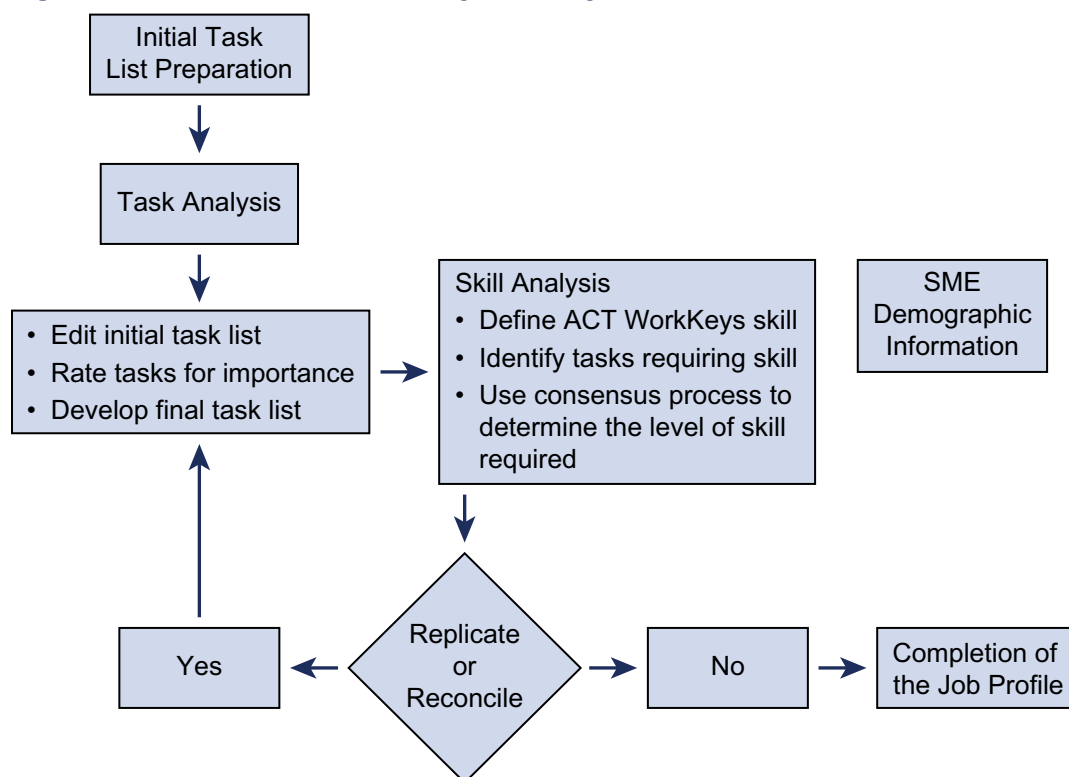 Initial Task
List Preparation
Task Analysis
• Edit initial task list
• Rate tasks for importance
• Develop final task list
Skill Analysis
• Define ACT WorkKeys skill
• Identify tasks requiring skill
• Use consensus process to
determine the level of skill
required
SME
Demographic
Information
Replicate
or
Reconcile
Yes
No
Completion of
the Job Profile